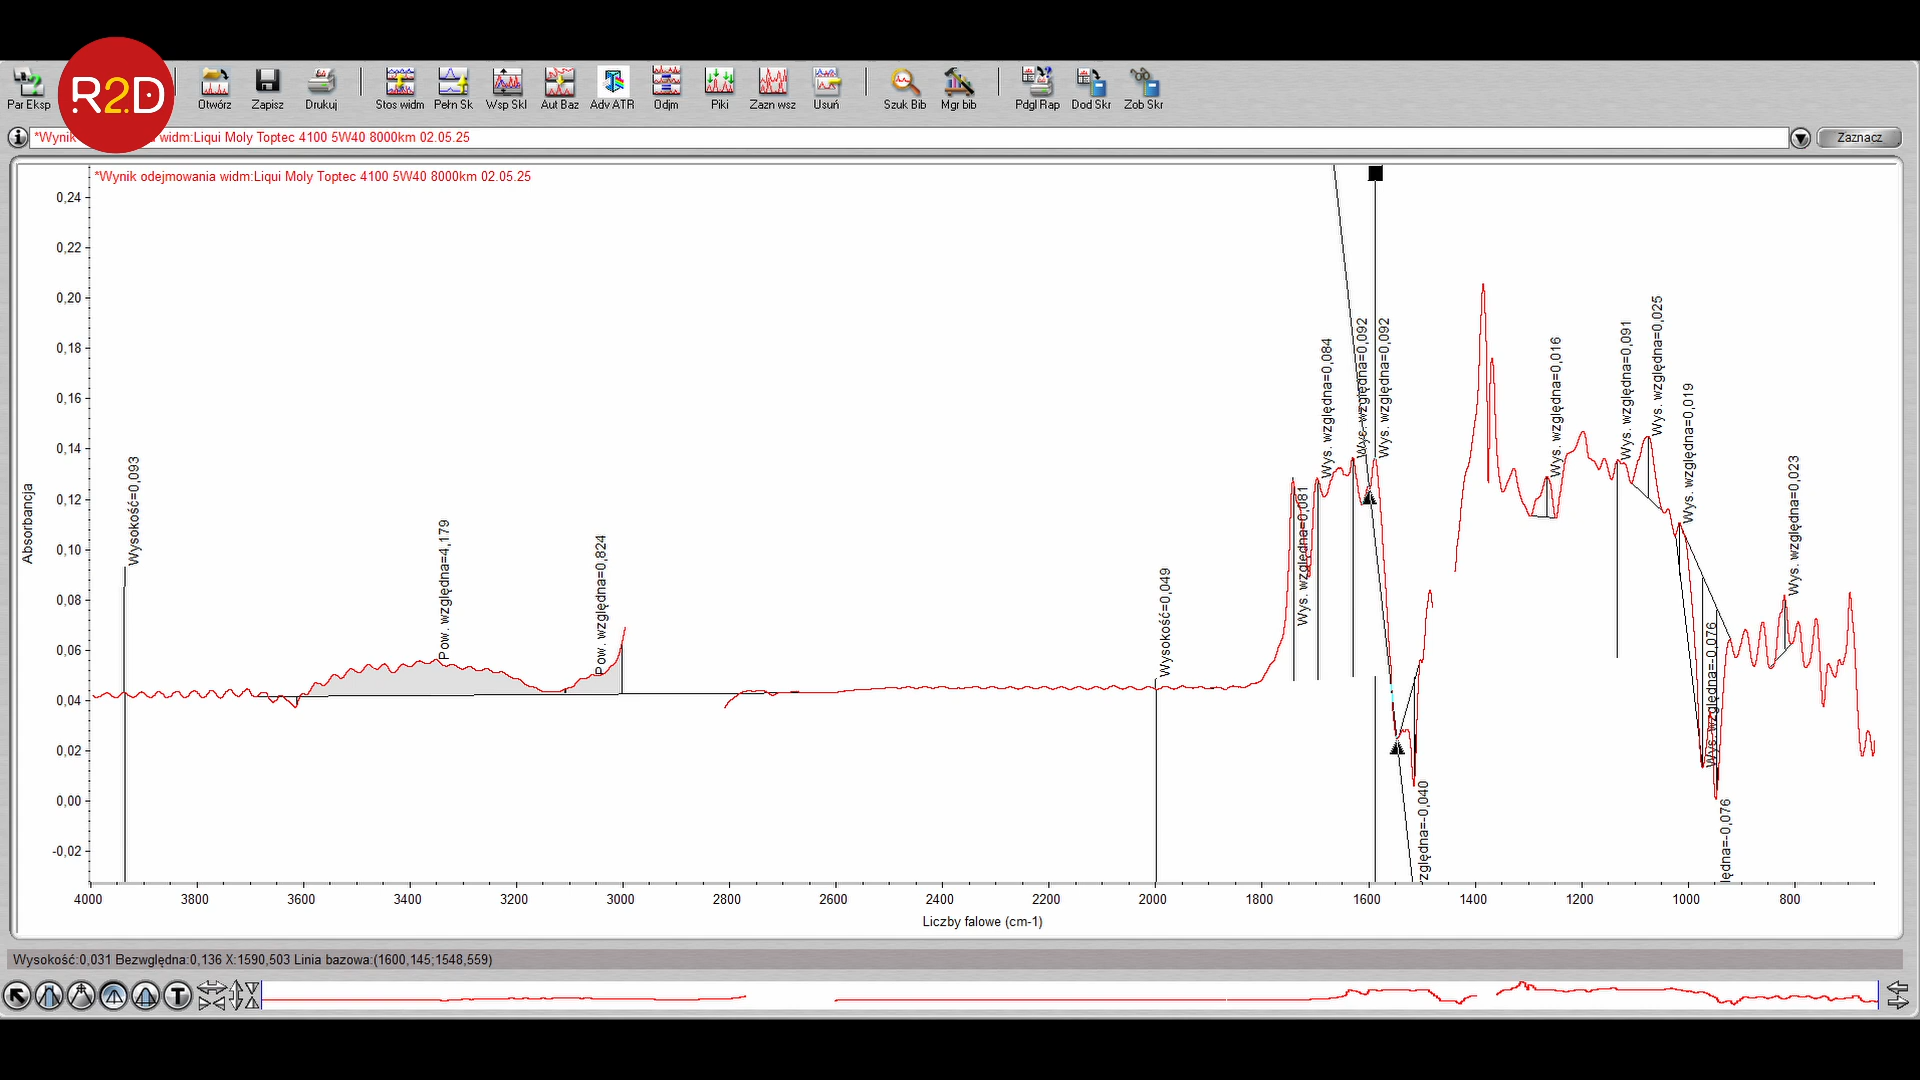 R2D
Par Eksp
Otwórz
Zapisz
Drukuj
Stos widm
Pełn Sk
Wsp Skl
Aut Baz
Adv ATR
Odjm
Piki
Zazn wsz
Usuń
Szuk Bib
Mgr bib
Pdgl Rap
Dod Skr
Zob Skr
*Wynik widm:Liqui Moly Toptec 4100 5W40 8000km 02.05.25
Zaznacz
*Wynik odejmowania widm:Liqui Moly Toptec 4100 5W40 8000km 02.05.25
Absorbancja
0,24
0,22
0,20
0,18
0,16
0,14
0,12
0,10
0,08
0,06
0,04
0,02
0,00
-0,02
Wysokość=0,093
Pow. względna=4,179
Pow. względna=0,824
Wysokość=0,049
Wys. względna=0,081
Wys. względna=0,084
Wys. względna=0,092
Wys. względna=0,092
zględna=-0,040
Wys. względna=0,016
Wys. względna=0,091
Wys. względna=0,025
Wys. względna=0,019
Wys. względna=-0,076
lędna=-0,076
Wys. względna=0,023
4000
3800
3600
3400
3200
3000
2800
2600
2400
2200
2000
1800
1600
1400
1200
1000
800
Liczby falowe (cm-1)
Wysokość:0,031 Bezwględna:0,136 X:1590,503 Linia bazowa:(1600,145;1548,559)
T